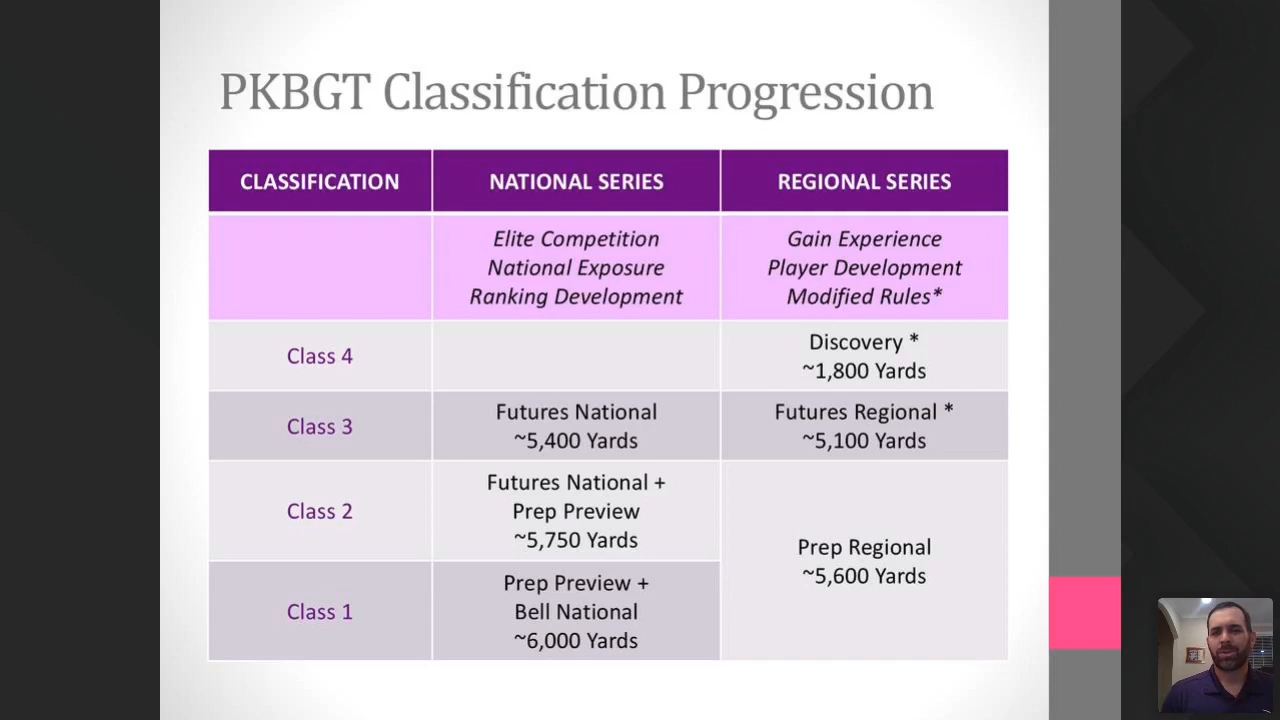 PKBGT Classification Progression
CLASSIFICATION
NATIONAL SERIES
REGIONAL SERIES
Elite Competition
National Exposure
Ranking Development
Gain Experience
Player Development
Modified Rules*
Class 4
Discovery *
~1,800 Yards
Class 3
Futures National
~5,400 Yards
Futures Regional *
~5,100 Yards
Class 2
Futures National +
Prep Preview
~5,750 Yards
Prep Regional
~5,600 Yards
Class 1
Prep Preview +
Bell National
~6,000 Yards